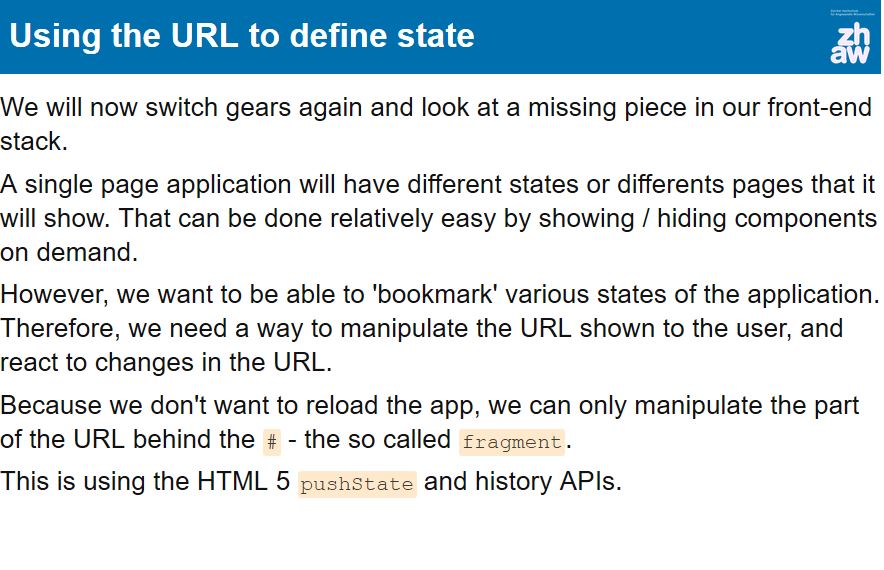 Using the URL to define state
zh
aw
We will now switch gears again and look at a missing piece in our front-end
stack.
A single page application will have different states or differents pages that it
will show. That can be done relatively easy by showing / hiding components
on demand.
However, we want to be able to 'bookmark' various states of the application.
Therefore, we need a way to manipulate the URL shown to the user, and
react to changes in the URL.
Because we don't want to reload the app, we can only manipulate the part
of the URL behind the # - the so called fragment.
This is using the HTML 5 pushState and history APIs.